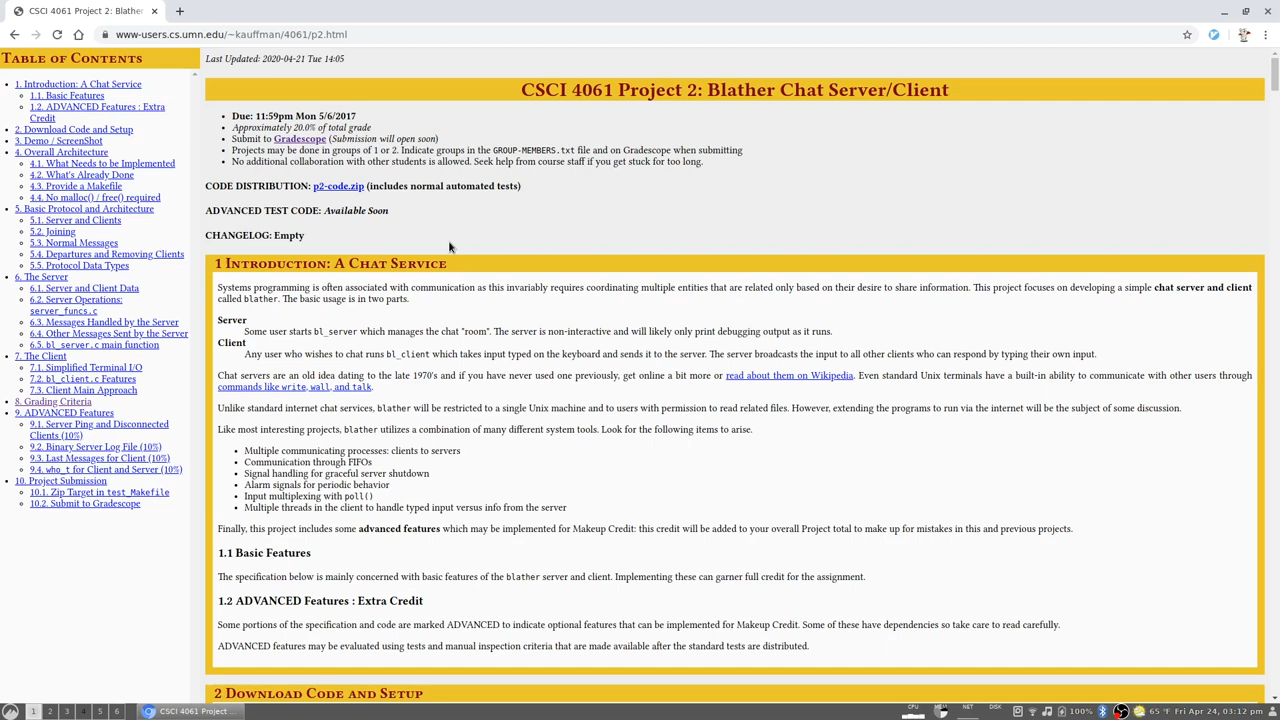 CSCI 4061 Project 2: Blather
www-users.cs.umn.edu/~kauffman/4061/p2.html
Table of Contents
1. Introduction: A Chat Service
1.1. Basic Features
1.2. ADVANCED Features : Extra
Credit
2. Download Code and Setup
3. Demo / ScreenShot
4. Overall Architecture
4.1. What Needs to be Implemented
4.2. What's Already Done
4.3. Provide a Makefile
4.4. No malloc() / free() required
5. Basic Protocol and Architecture
5.1. Server and Clients
5.2. Joining
5.3. Normal Messages
5.4. Departures and Removing Clients
5.5. Protocol Data Types
6. The Server
6.1. Server and Client Data
6.2. Server Operations:
server_funcs.c
6.3. Messages Handled by the Server
6.4. Other Messages Sent by the Server
6.5. bl_server.c main function
7. The Client
7.1. Simplified Terminal I/O
7.2. bl_client.c Features
7.3. Client Main Approach
8. Grading Criteria
9. ADVANCED Features
9.1. Server Ping and Disconnected
Clients (10%)
9.2. Binary Server Log File (10%)
9.3. Last Messages for Client (10%)
9.4. who_t for Client and Server (10%)
10. Project Submission
10.1. Zip Target in test_Makefile
10.2. Submit to Gradescope
Last Updated: 2020-04-21 Tue 14:05
CSCI 4061 Project 2: Blather Chat Server/Client
Due: 11:59pm Mon 5/6/2017
Approximately 20.0% of total grade
Submit to Gradescope (Submission will open soon)
Projects may be done in groups of 1 or 2. Indicate groups in the GROUP-MEMBERS.txt file and on Gradescope when submitting
No additional collaboration with other students is allowed. Seek help from course staff if you get stuck for too long.
CODE DISTRIBUTION: p2-code.zip (includes normal automated tests)
ADVANCED TEST CODE: Available Soon
CHANGELOG: Empty
1 Introduction: A Chat Service
Systems programming is often associated with communication as this invariably requires coordinating multiple entities that are related only based on their desire to share information. This project focuses on developing a simple chat server and client
called blather. The basic usage is in two parts.
Server
Some user starts bl_server which manages the chat "room". The server is non-interactive and will likely only print debugging output as it runs.
Client
Any user who wishes to chat runs bl_client which takes input typed on the keyboard and sends it to the server. The server broadcasts the input to all other clients who can respond by typing their own input.
Chat servers are an old idea dating to the late 1970's and if you have never used one previously, get online a bit more or read about them on Wikipedia. Even standard Unix terminals have a built-in ability to communicate with other users through
commands like write, wall, and talk.
Unlike standard internet chat services, blather will be restricted to a single Unix machine and to users with permission to read related files. However, extending the programs to run via the internet will be the subject of some discussion.
Like most interesting projects, blather utilizes a combination of many different system tools. Look for the following items to arise.
Multiple communicating processes: clients to servers
Communication through FIFOs
Signal handling for graceful server shutdown
Alarm signals for periodic behavior
Input multiplexing with poll()
Multiple threads in the client to handle typed input versus info from the server
Finally, this project includes some advanced features which may be implemented for Makeup Credit: this credit will be added to your overall Project total to make up for mistakes in this and previous projects.
1.1 Basic Features
The specification below is mainly concerned with basic features of the blather server and client. Implementing these can garner full credit for the assignment.
1.2 ADVANCED Features : Extra Credit
Some portions of the specification and code are marked ADVANCED to indicate optional features that can be implemented for Makeup Credit. Some of these have dependencies so take care to read carefully.
ADVANCED features may be evaluated using tests and manual inspection criteria that are made available after the standard tests are distributed.
2 Download Code and Setup
1 2 3 4 5 6 CSCI 4061 Project ... CPU MEM NET DISK 100% 65 °F Fri Apr 24, 03:12 pm